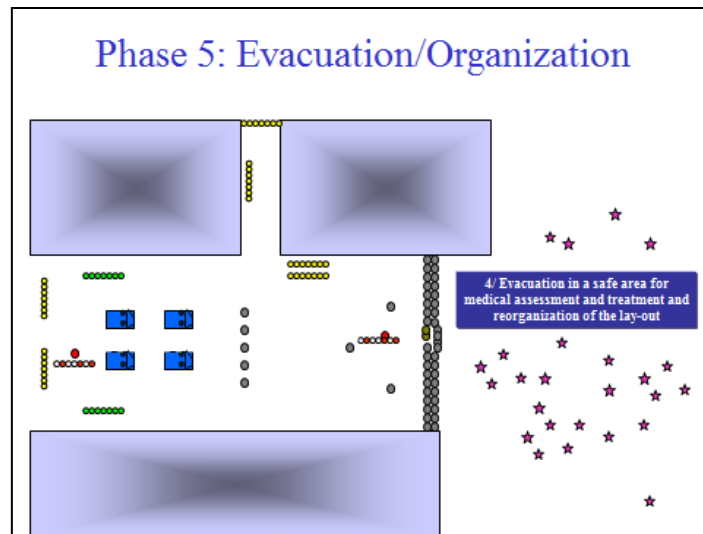 Phase 5: Evacuation/Organization
4/ Evacuation in a safe area for
medical assessment and treatment and
reorganization of the lay-out